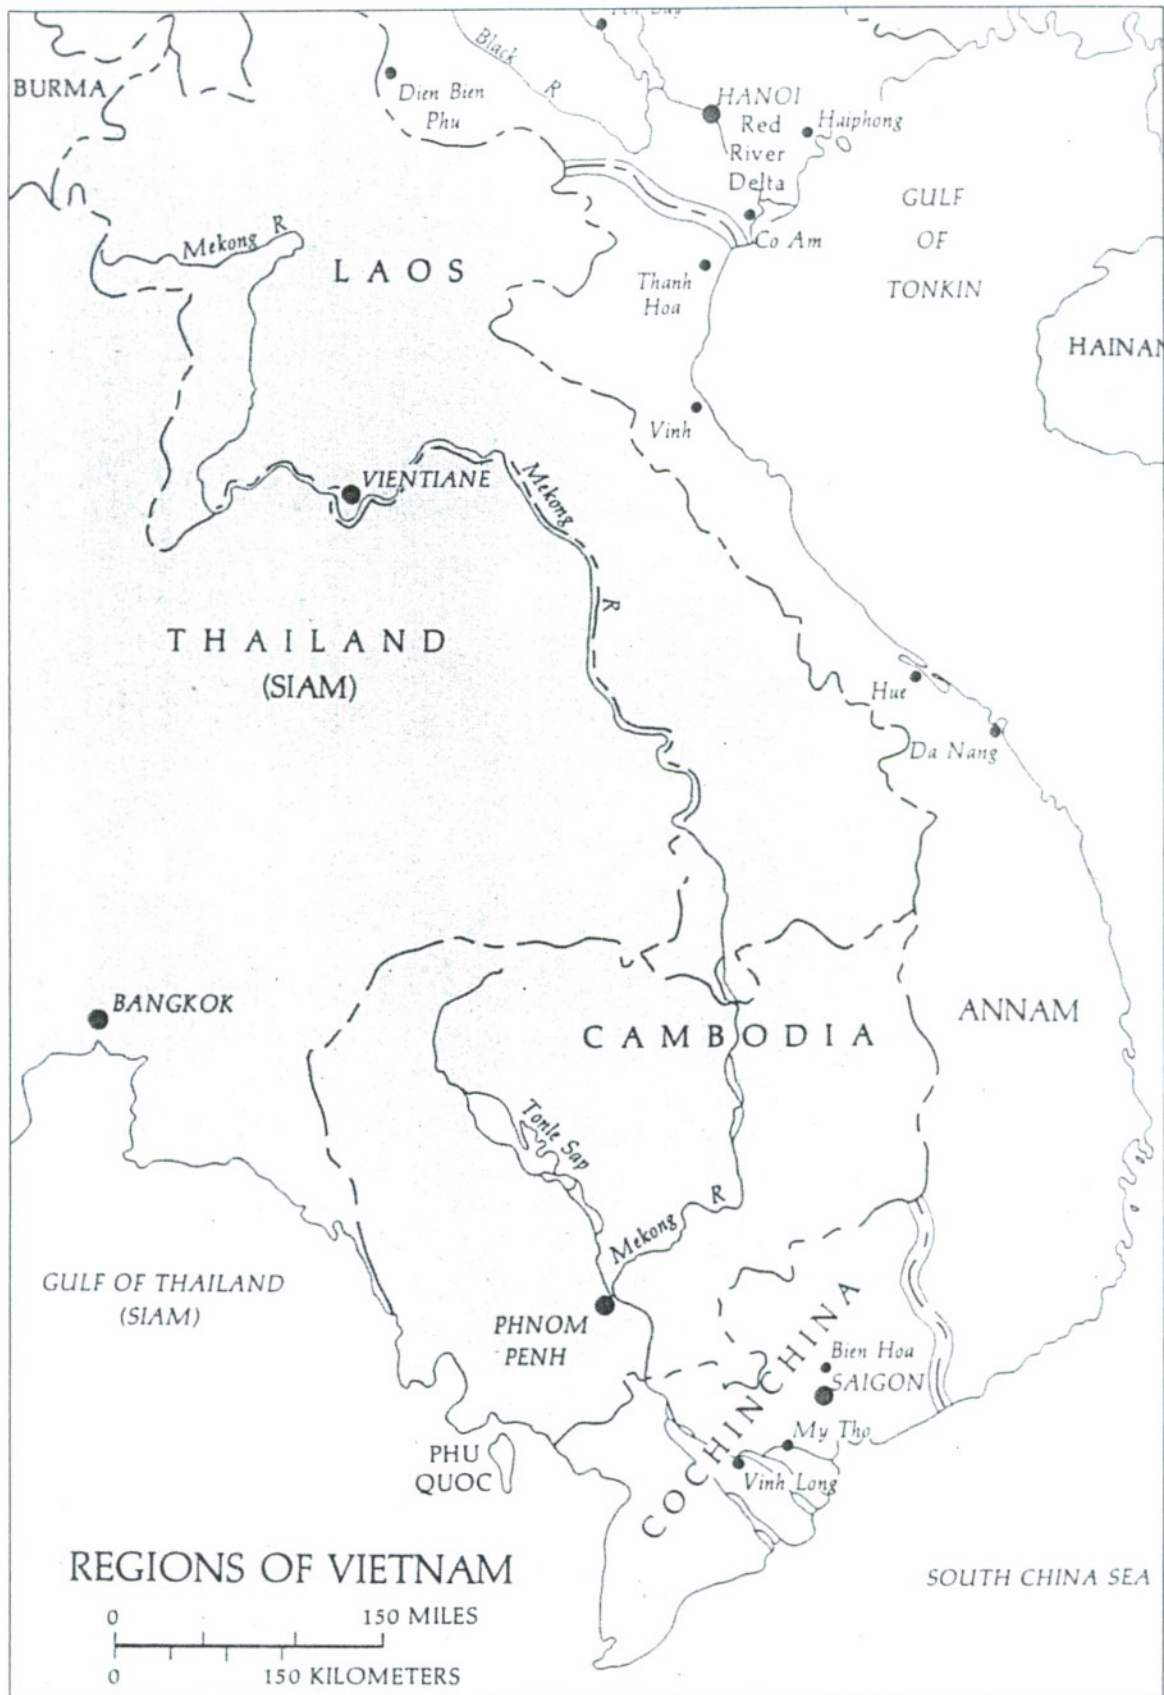 Black R
BURMA
Dien Bien
Phu
HANOI
Haiphong
Red
River
Delta
GULF
OF
TONKIN
Co Am
Mekong R
LAOS
Thanh
Hoa
HAINAN
Vinh
VIENTIANE
Mekong R
THAILAND
(SIAM)
Hue
Da Nang
BANGKOK
CAMBODIA
ANNAM
Tonle Sap
Mekong R
GULF OF THAILAND
(SIAM)
PHNOM
PENH
COCHINCHINA
Bien Hoa
SAIGON
My Tho
Vinh Long
PHU
QUOC
REGIONS OF VIETNAM
SOUTH CHINA SEA
0 150 MILES
0 150 KILOMETERS